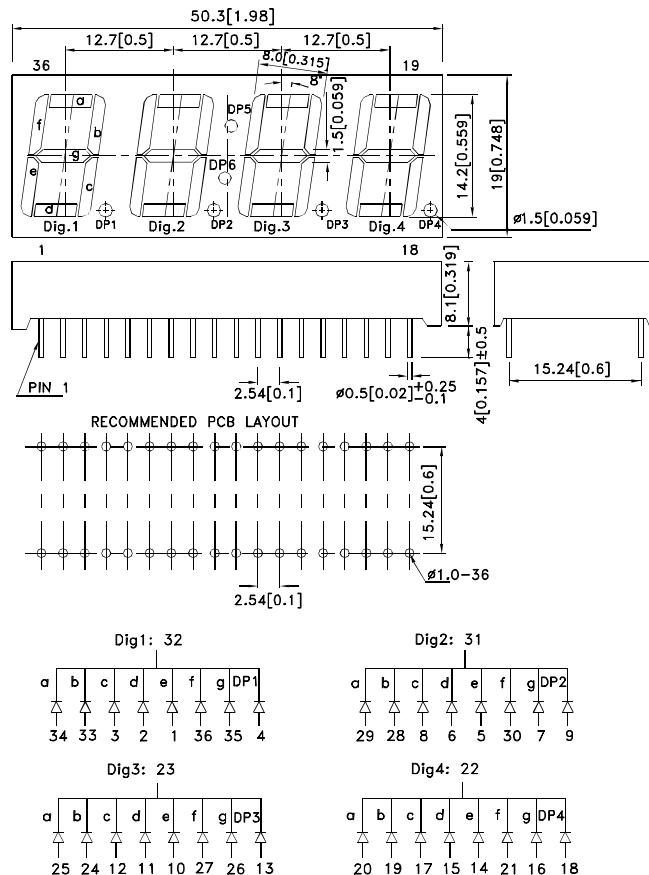 50.3[1.98]
12.7[0.5] 12.7[0.5] 12.7[0.5]
8.0[0.315]
36 19
8°
a
f b
g
e c
d
DP5
DP6
1.5[0.059]
14.2[0.559]
19[0.748]
DP1 DP2 DP3 DP4
Dig.1 Dig.2 Dig.3 Dig.4
ø1.5[0.059]
1 18
8.1[0.319]
4[0.157]±0.5
PIN 1
2.54[0.1]
ø0.5[0.02]+0.25
-0.1
15.24[0.6]
RECOMMENDED PCB LAYOUT
15.24[0.6]
ø1.0-36
2.54[0.1]
Dig1: 32
a b c d e f g DP1
34 33 3 2 1 36 35 4
Dig2: 31
a b c d e f g DP2
29 28 8 6 5 30 7 9
Dig3: 23
a b c d e f g DP3
25 24 12 11 10 27 26 13
Dig4: 22
a b c d e f g DP4
20 19 17 15 14 21 16 18